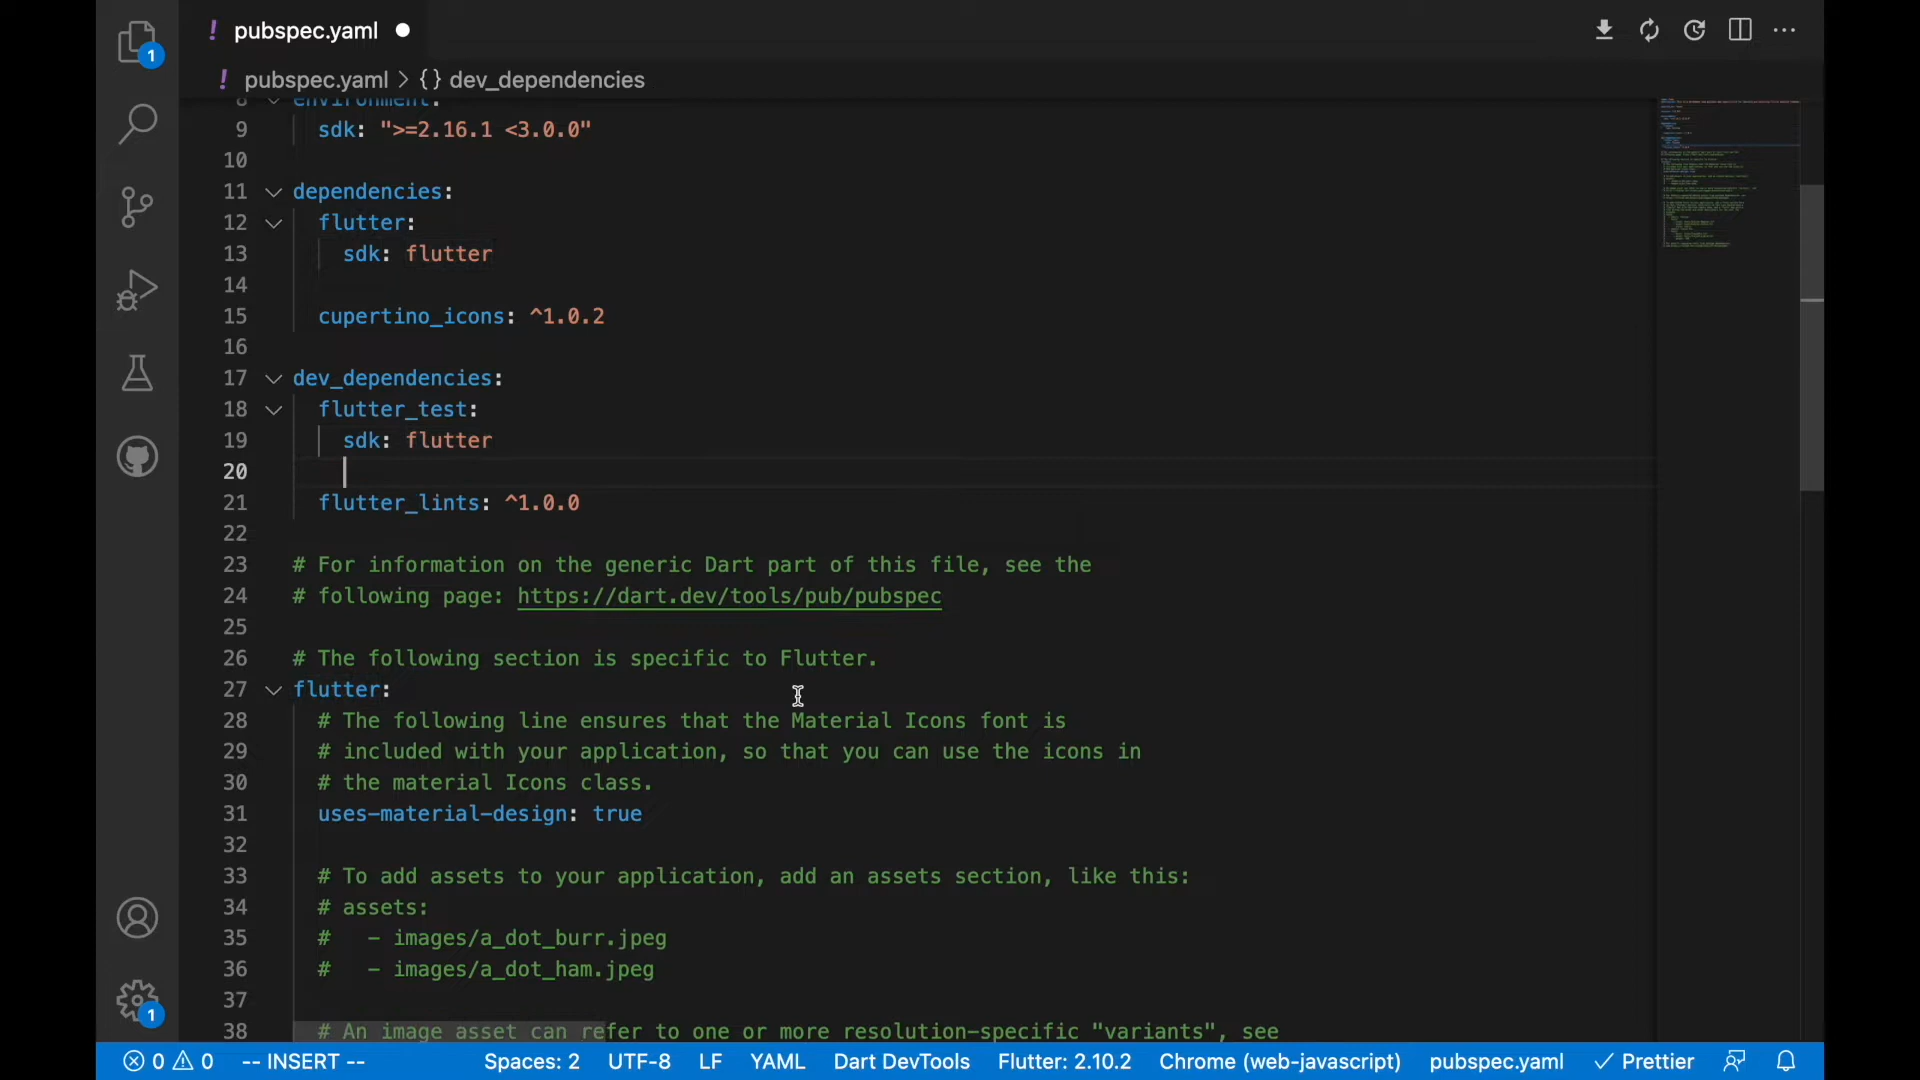 1
! pubspec.yaml
! pubspec.yaml > {} dev_dependencies
8 environment:
9 sdk: ">=2.16.1 <3.0.0"
10
11 dependencies:
12 flutter:
13 sdk: flutter
14
15 cupertino_icons: ^1.0.2
16
17 dev_dependencies:
18 flutter_test:
19 sdk: flutter
20
21 flutter_lints: ^1.0.0
22
23 # For information on the generic Dart part of this file, see the
24 # following page: https://dart.dev/tools/pub/pubspec
25
26 # The following section is specific to Flutter.
27 flutter:
28 # The following line ensures that the Material Icons font is
29 # included with your application, so that you can use the icons in
30 # the material Icons class.
31 uses-material-design: true
32
33 # To add assets to your application, add an assets section, like this:
34 # assets:
35 #   - images/a_dot_burr.jpeg
36 #   - images/a_dot_ham.jpeg
37
38 # An image asset can refer to one or more resolution-specific "variants", see
1
0 0 -- INSERT -- Spaces: 2 UTF-8 LF YAML Dart DevTools Flutter: 2.10.2 Chrome (web-javascript) pubspec.yaml Prettier